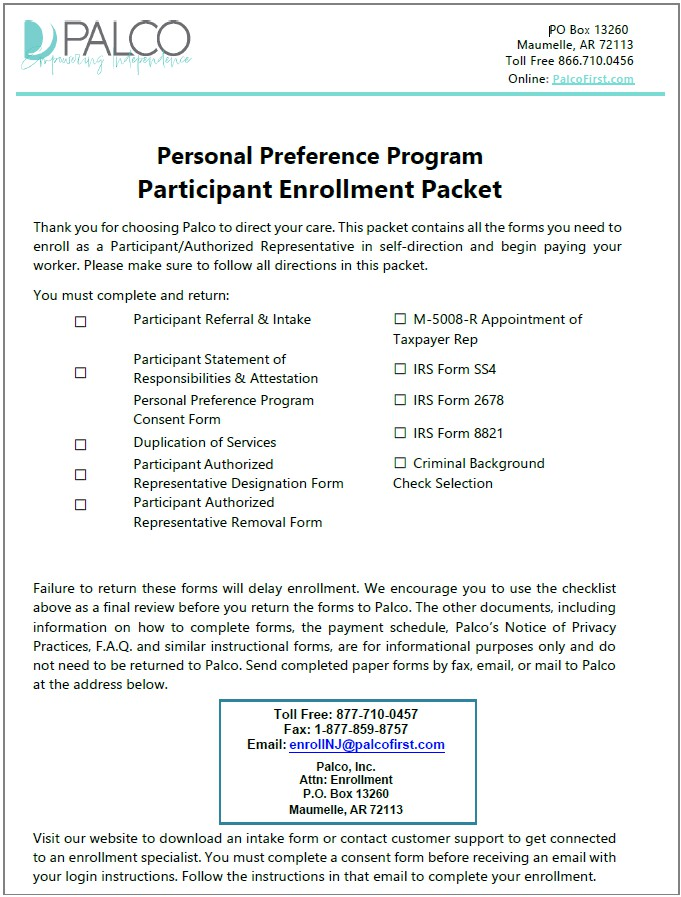 PALCO
Empowering Independence
PO Box 13260
Maumelle, AR 72113
Toll Free 866.710.0456
Online: PalcoFirst.com
Personal Preference Program
Participant Enrollment Packet
Thank you for choosing Palco to direct your care. This packet contains all the forms you need to
enroll as a Participant/Authorized Representative in self-direction and begin paying your
worker. Please make sure to follow all directions in this packet.
You must complete and return:
☐ Participant Referral & Intake
☐ Participant Statement of
Responsibilities & Attestation
Personal Preference Program
Consent Form
☐ Duplication of Services
☐ Participant Authorized
Representative Designation Form
☐ Participant Authorized
Representative Removal Form
☐ M-5008-R Appointment of
Taxpayer Rep
☐ IRS Form SS4
☐ IRS Form 2678
☐ IRS Form 8821
☐ Criminal Background
Check Selection
Failure to return these forms will delay enrollment. We encourage you to use the checklist
above as a final review before you return the forms to Palco. The other documents, including
information on how to complete forms, the payment schedule, Palco's Notice of Privacy
Practices, F.A.Q. and similar instructional forms, are for informational purposes only and do
not need to be returned to Palco. Send completed paper forms by fax, email, or mail to Palco
at the address below.
Toll Free: 877-710-0457
Fax: 1-877-859-8757
Email: enrollNJ@palcofirst.com
Palco, Inc.
Attn: Enrollment
P.O. Box 13260
Maumelle, AR 72113
Visit our website to download an intake form or contact customer support to get connected
to an enrollment specialist. You must complete a consent form before receiving an email with
your login instructions. Follow the instructions in that email to complete your enrollment.